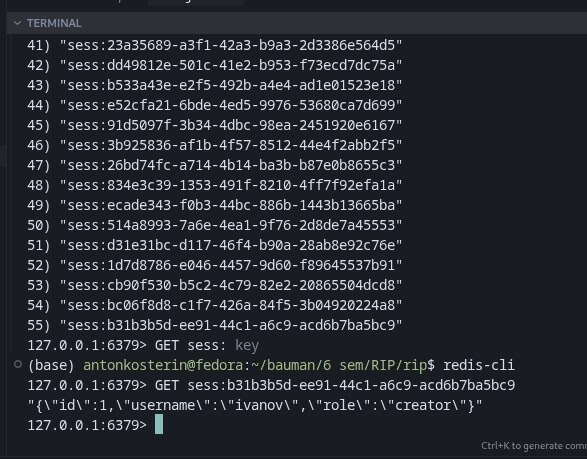 TERMINAL
41) "sess:23a35689-a3f1-42a3-b9a3-2d3386e564d5"
42) "sess:dd49812e-501c-41e2-b953-f73ecd7dc75a"
43) "sess:b533a43e-e2f5-492b-a4e4-ad1e01523e18"
44) "sess:e52cfa21-6bde-4ed5-9976-53680ca7d699"
45) "sess:91d5097f-3b34-4dbc-98ea-2451920e6167"
46) "sess:3b925836-af1b-4f57-8512-44e4f2abb2f5"
47) "sess:26bd74fc-a714-4b14-ba3b-b87e0b8655c3"
48) "sess:834e3c39-1353-491f-8210-4ff7f92efa1a"
49) "sess:ecade343-f0b3-44bc-886b-1443b13665ba"
50) "sess:514a8993-7a6e-4ea1-9f76-2d8de7a45553"
51) "sess:d31e31bc-d117-46f4-b90a-28ab8e92c76e"
52) "sess:1d7d8786-e046-4457-9d60-f89645537b91"
53) "sess:cb90f530-b5c2-4c79-82e2-20865504dcd8"
54) "sess:bc06f8d8-c1f7-426a-84f5-3b04920224a8"
55) "sess:b31b3b5d-ee91-44c1-a6c9-acd6b7ba5bc9"
127.0.0.1:6379> GET sess: key
(base) antonkosterin@fedora:~/bauman/6 sem/RIP/rip$ redis-cli
127.0.0.1:6379> GET sess:b31b3b5d-ee91-44c1-a6c9-acd6b7ba5bc9
"{\"id\":1,\"username\":\"ivanov\",\"role\":\"creator\"}"
127.0.0.1:6379>
Ctrl+K to generate